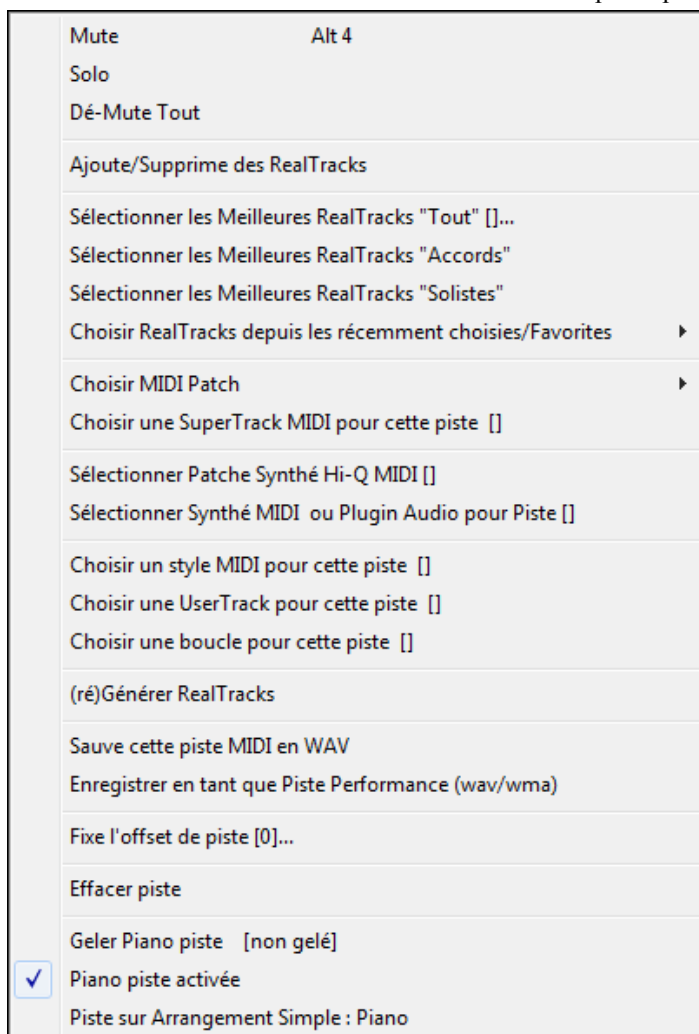 Mute Alt 4
Solo
Dé-Mute Tout
Ajoute/Supprime des RealTracks
Sélectionner les Meilleures RealTracks "Tout" []...
Sélectionner les Meilleures RealTracks "Accords"
Sélectionner les Meilleures RealTracks "Solistes"
Choisir RealTracks depuis les récemment choisies/Favorites
Choisir MIDI Patch
Choisir une SuperTrack MIDI pour cette piste []
Sélectionner Patche Synthé Hi-Q MIDI []
Sélectionner Synthé MIDI ou Plugin Audio pour Piste []
Choisir un style MIDI pour cette piste []
Choisir une UserTrack pour cette piste []
Choisir une boucle pour cette piste []
(ré)Générer RealTracks
Sauve cette piste MIDI en WAV
Enregistrer en tant que Piste Performance (wav/wma)
Fixe l'offset de piste [0]...
Effacer piste
Geler Piano piste [non gelé]
Piano piste activée
Piste sur Arrangement Simple : Piano